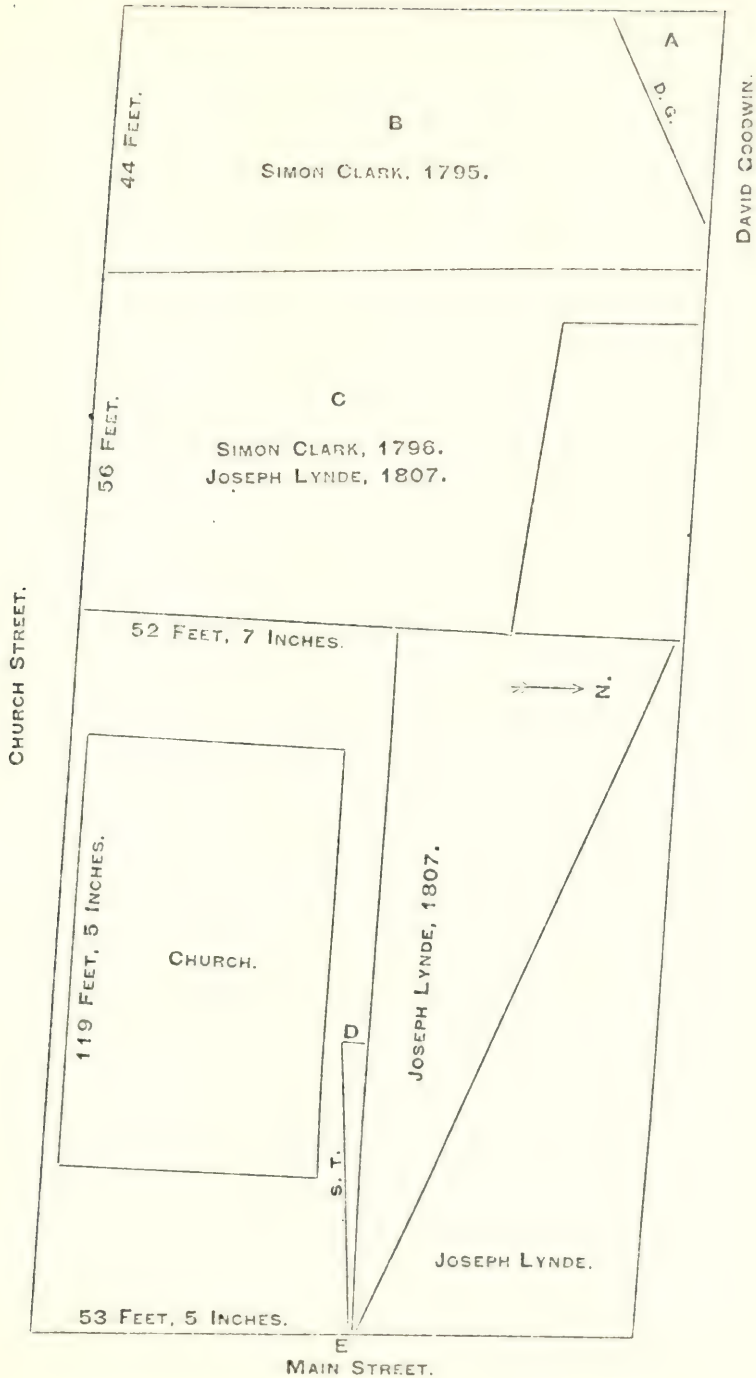 A
D. G.
DAVID GOODWIN.
44 FEET.
B
SIMON CLARK, 1795.
C
56 FEET.
SIMON CLARK, 1796.
JOSEPH LYNDE, 1807.
CHURCH STREET.
52 FEET, 7 INCHES.
N.
119 FEET, 5 INCHES.
CHURCH.
JOSEPH LYNDE, 1807.
D
S. T.
JOSEPH LYNDE.
53 FEET, 5 INCHES.
E
MAIN STREET.